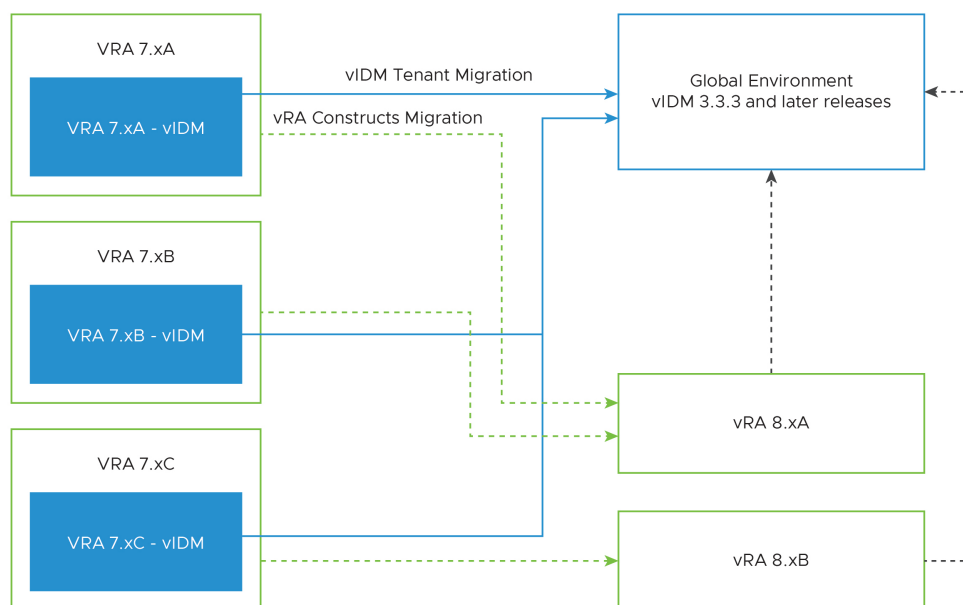 VRA 7.xA
VRA 7.xA - vIDM
vIDM Tenant Migration
vRA Constructs Migration
Global Environment
vIDM 3.3.3 and later releases
VRA 7.xB
VRA 7.xB - vIDM
vRA 8.xA
VRA 7.xC
VRA 7.xC - vIDM
vRA 8.xB